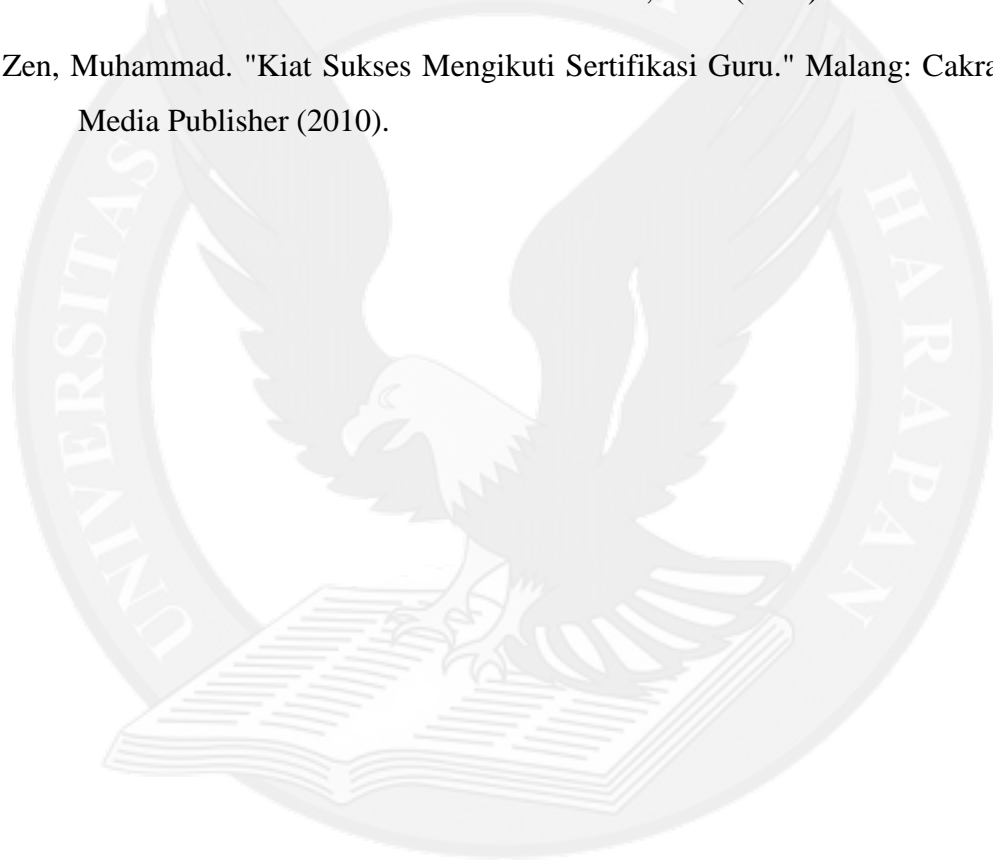 Zen, Muhammad. "Kiat Sukses Mengikuti Sertifikasi Guru." Malang: Cakra
Media Publisher (2010).
UNIVERSITAS
HARAPAN